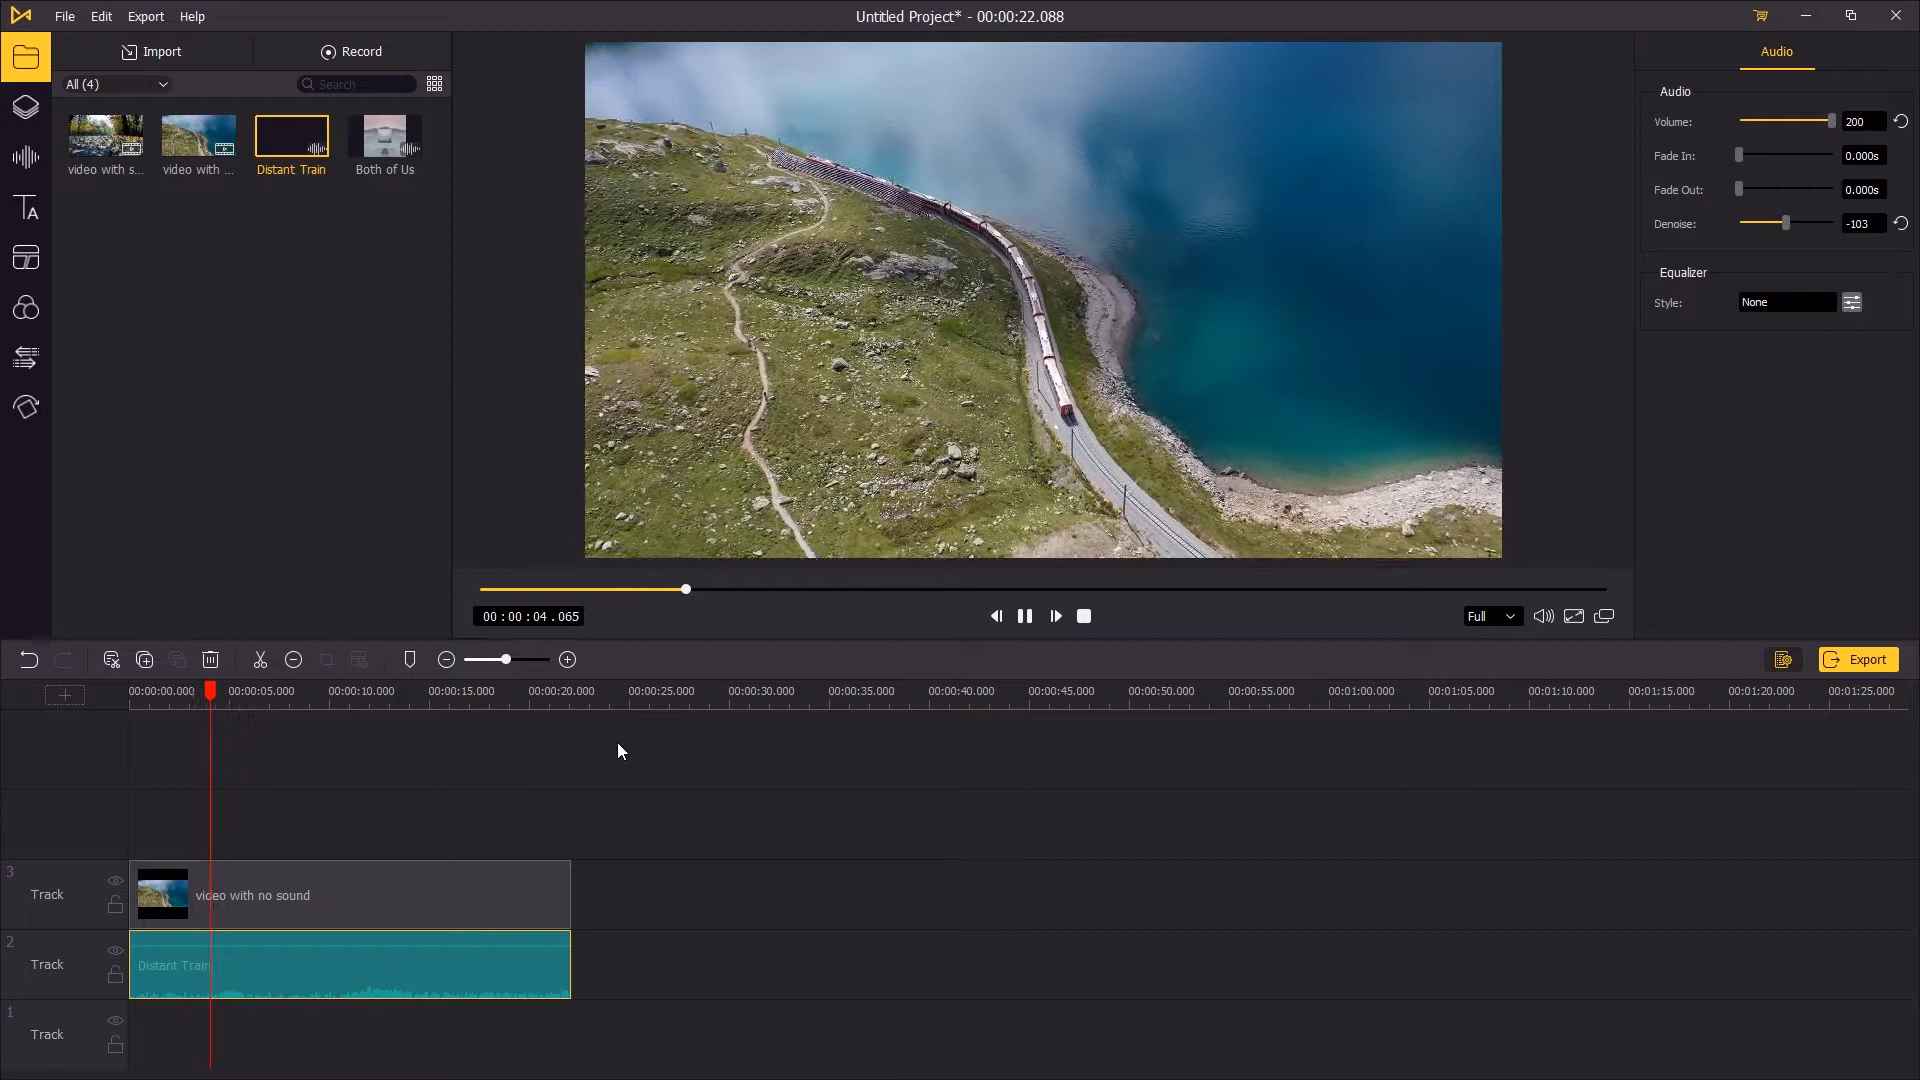 File Edit Export Help
Untitled Project* - 00:00:22.088
Import Record
All (4) Search
video with s... video with ... Distant Train Both of Us
Audio
Audio
Volume: 200
Fade In: 0.000s
Fade Out: 0.000s
Denoise: -103
Equalizer
Style: None
00:00:04.065
Full
Export
00:00:00.000 00:00:05.000 00:00:10.000 00:00:15.000 00:00:20.000 00:00:25.000 00:00:30.000 00:00:35.000 00:00:40.000 00:00:45.000 00:00:50.000 00:00:55.000 00:01:00.000 00:01:05.000 00:01:10.000 00:01:15.000 00:01:20.000 00:01:25.000
3
Track video with no sound
2
Track Distant Train
1
Track